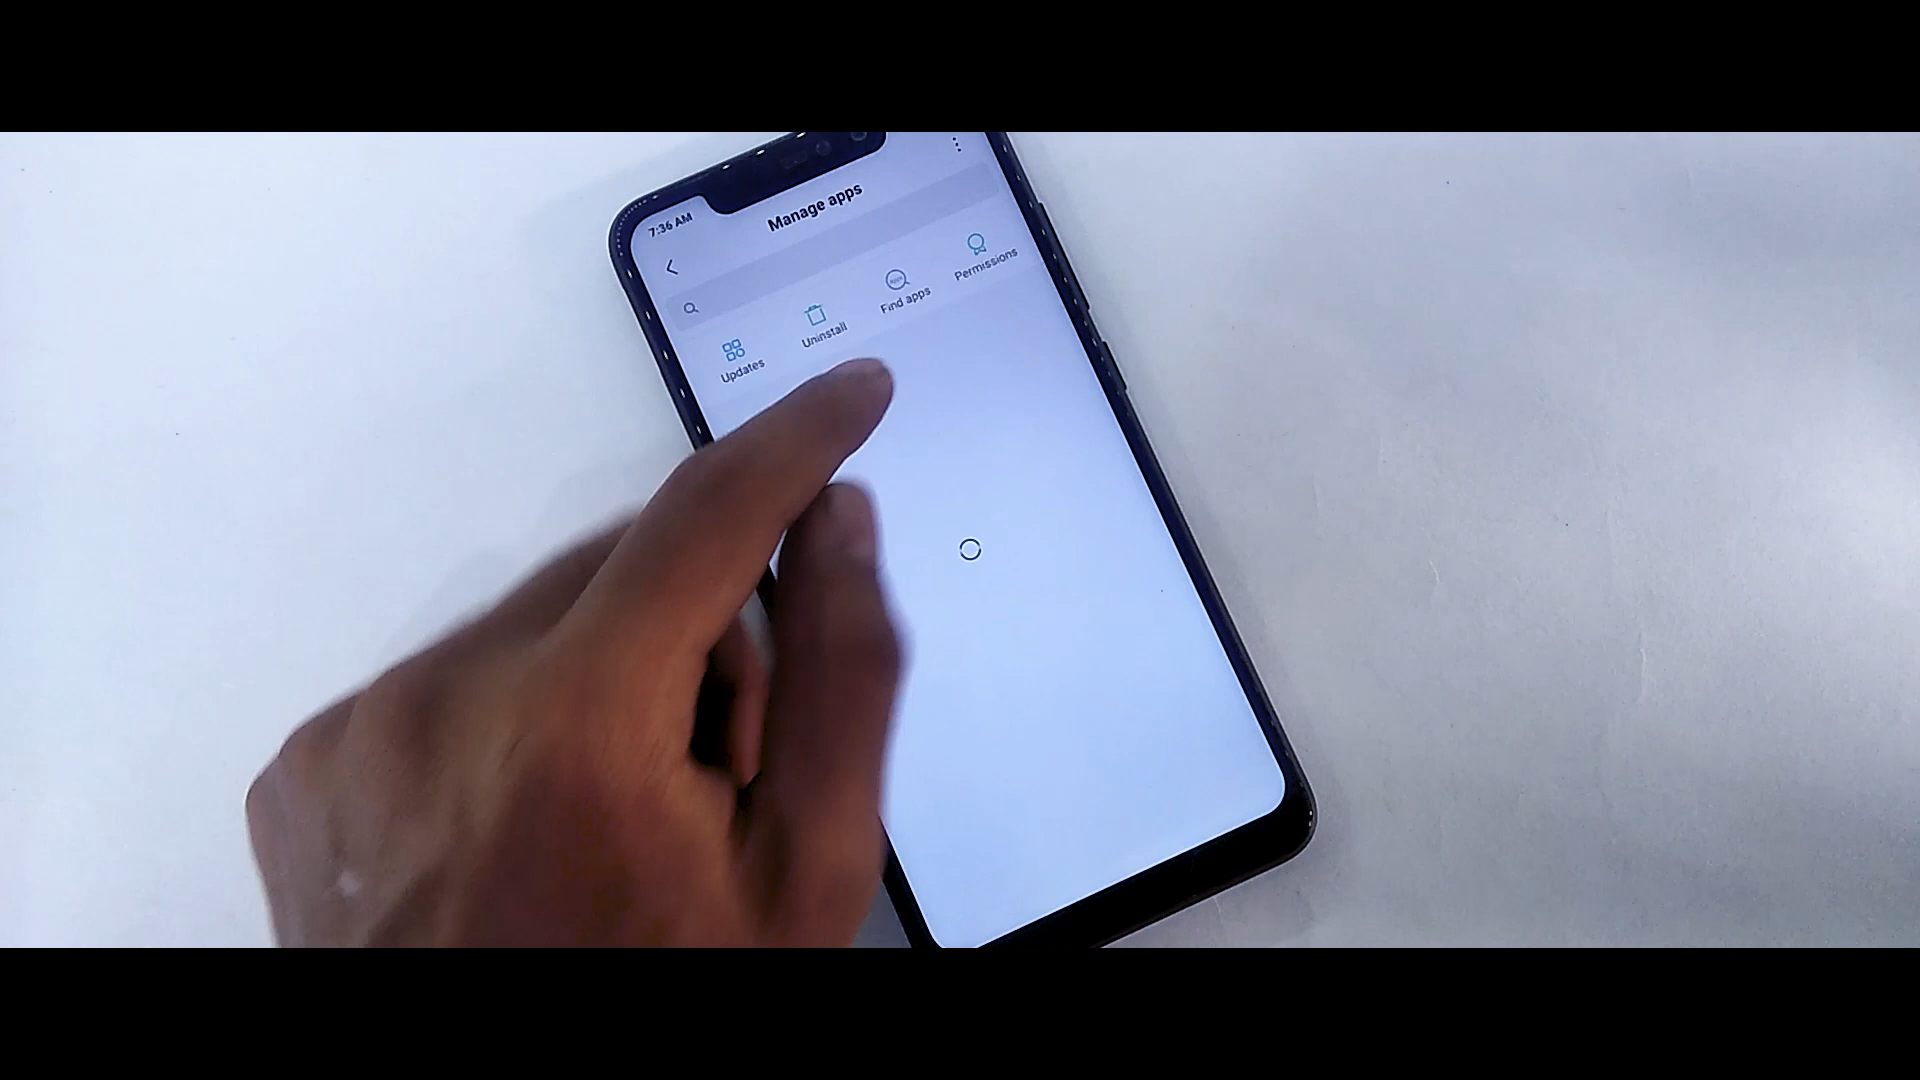 7:36 AM
Manage apps
Updates
Uninstall
Find apps
Permissions